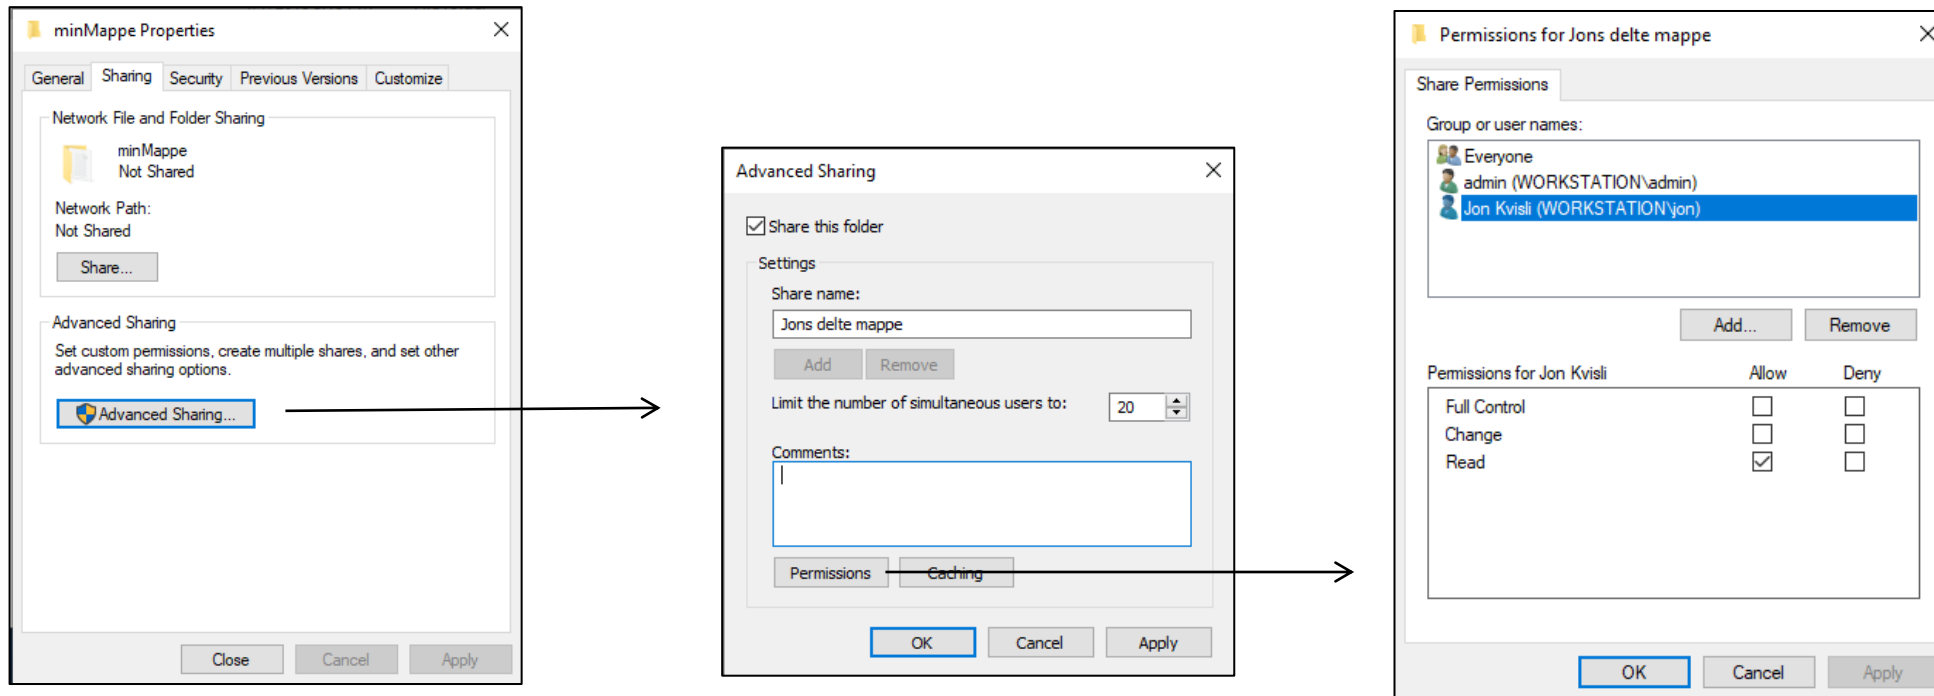 minMappe Properties
General Sharing Security Previous Versions Customize
Network File and Folder Sharing
minMappe
Not Shared
Network Path:
Not Shared
Share...
Advanced Sharing
Set custom permissions, create multiple shares, and set other
advanced sharing options.
Advanced Sharing...
Close Cancel Apply
Advanced Sharing
Share this folder
Settings
Share name:
Jons delte mappe
Add Remove
Limit the number of simultaneous users to: 20
Comments:
Permissions Caching
OK Cancel Apply
Permissions for Jons delte mappe
Share Permissions
Group or user names:
Everyone
admin (WORKSTATION\admin)
Jon Kvisli (WORKSTATION\jon)
Add... Remove
Permissions for Jon Kvisli Allow Deny
Full Control
Change
Read
OK Cancel Apply